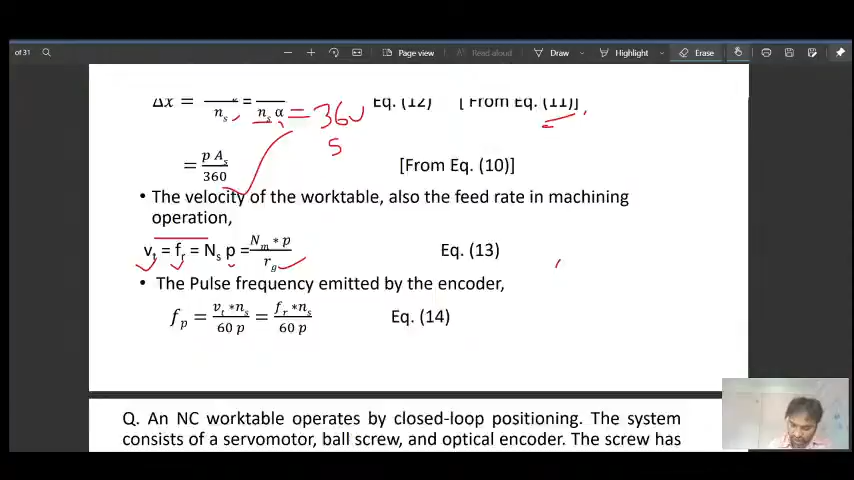 of 31 Page view Read aloud Draw Highlight Erase
Δx = n_s = n_s α = 360 Eq. (12) [ From Eq. (11)]
s
= p A_s / 360 [From Eq. (10)]
• The velocity of the worktable, also the feed rate in machining
operation,
v_t = f_r = N_s p = N_m * p / r_g Eq. (13)
• The Pulse frequency emitted by the encoder,
f_p = v_t * n_s / 60 p = f_r * n_s / 60 p Eq. (14)
Q. An NC worktable operates by closed-loop positioning. The system
consists of a servomotor, ball screw, and optical encoder. The screw has